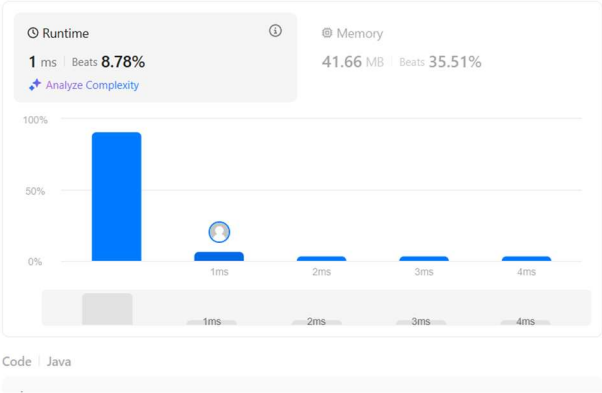 Runtime
Memory
1 ms | Beats 8.78%
41.66 MB | Beats 35.51%
Analyze Complexity
100%
50%
0%
1ms 2ms 3ms 4ms
1ms 2ms 3ms 4ms
Code | Java